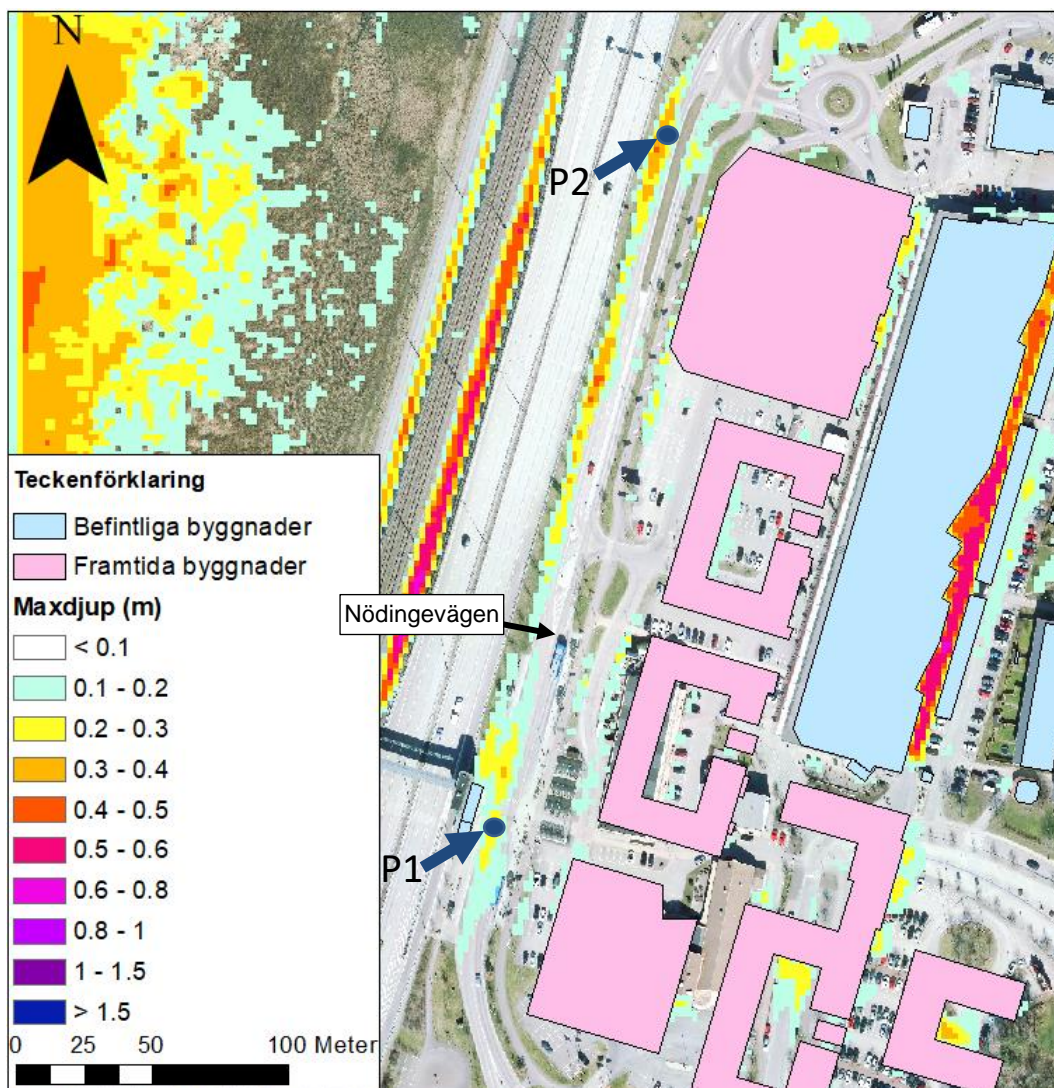 N
P2
Teckenförklaring
Befintliga byggnader
Framtida byggnader
Maxdjup (m)
< 0.1
0.1 - 0.2
0.2 - 0.3
0.3 - 0.4
0.4 - 0.5
0.5 - 0.6
0.6 - 0.8
0.8 - 1
1 - 1.5
> 1.5
0 25 50 100 Meter
Nödingevägen
P1